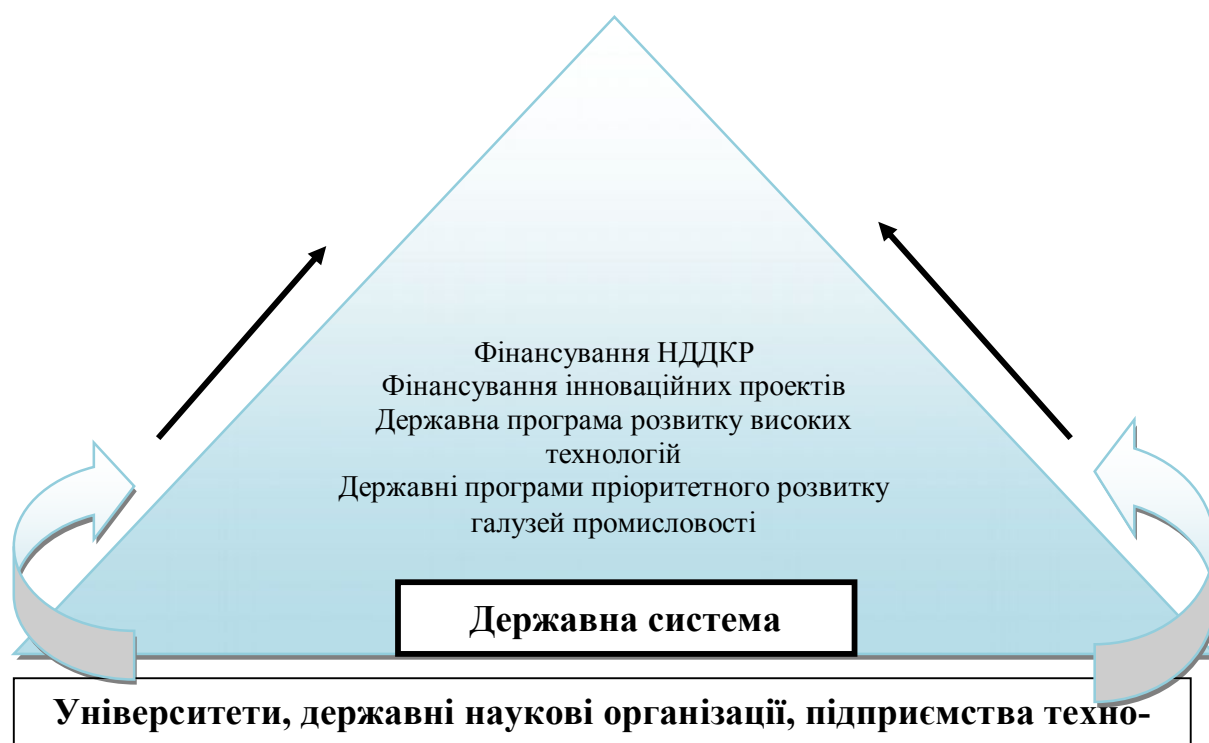 Фінансування НДДКР
Фінансування інноваційних проектів
Державна програма розвитку високих
технологій
Державні програми пріоритетного розвитку
галузей промисловості
Державна система
Університети, державні наукові організації, підприємства техно-